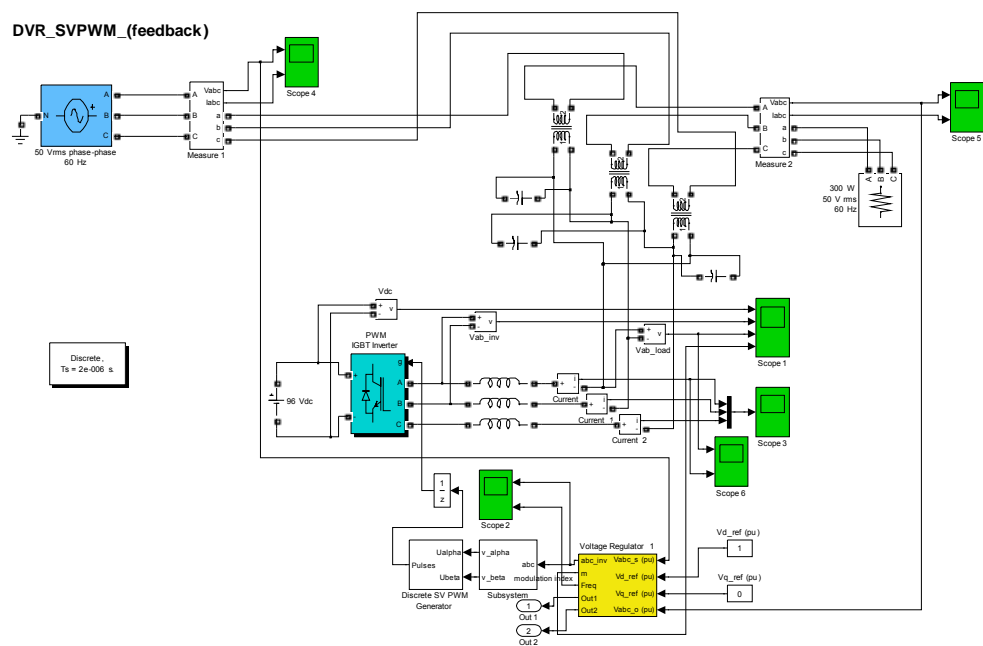 DVR_SVPWM_(feedback)
N
A
B
C
50 Vrms phase-phase
60 Hz
A
B
C
Vabc
Iabc
a
b
c
Measure 1
Scope 4
A
B
C
Vabc
Iabc
a
b
c
Measure 2
Scope 5
A B C
300 W
50 V rms
60 Hz
Discrete,
Ts = 2e-006 s.
Vdc
+
-
v
+
-
v
Vab_inv
+
-
v
Vab_load
Scope 1
96 Vdc
+
PWM
IGBT Inverter
g
+
-
A
B
C
+
i
-
Current
+
i
-
Current 1
+
i
-
Current 2
Scope 3
Scope 6
1
z
Scope 2
Pulses
Ualpha
Ubeta
Discrete SV PWM
Generator
v_alpha
v_beta
abc
Subsystem
modulation index
Voltage Regulator 1
abc_inv
m
Freq
Out1
Out2
Vabc_s (pu)
Vd_ref (pu)
Vq_ref (pu)
Vabc_o (pu)
Vd_ref (pu)
1
Vq_ref (pu)
0
1
Out 1
2
Out 2